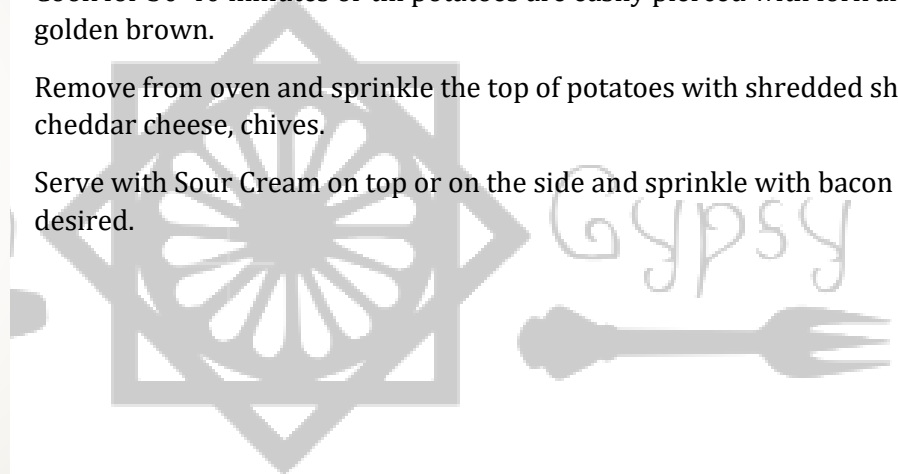 golden brown.
Remove from oven and sprinkle the top of potatoes with shredded
cheddar cheese, chives.
Serve with Sour Cream on top or on the side and sprinkle with bacon
desired.
Gypsy